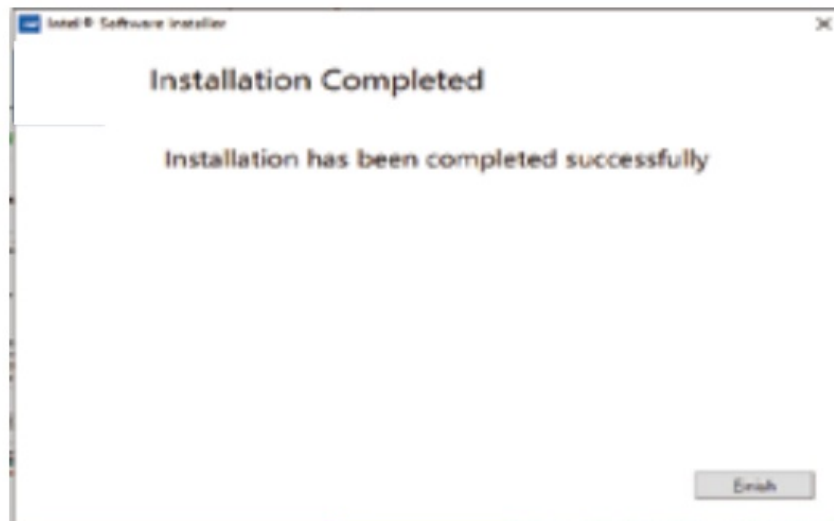 Intel® Software Installer
Installation Completed
Installation has been completed successfully
Finish